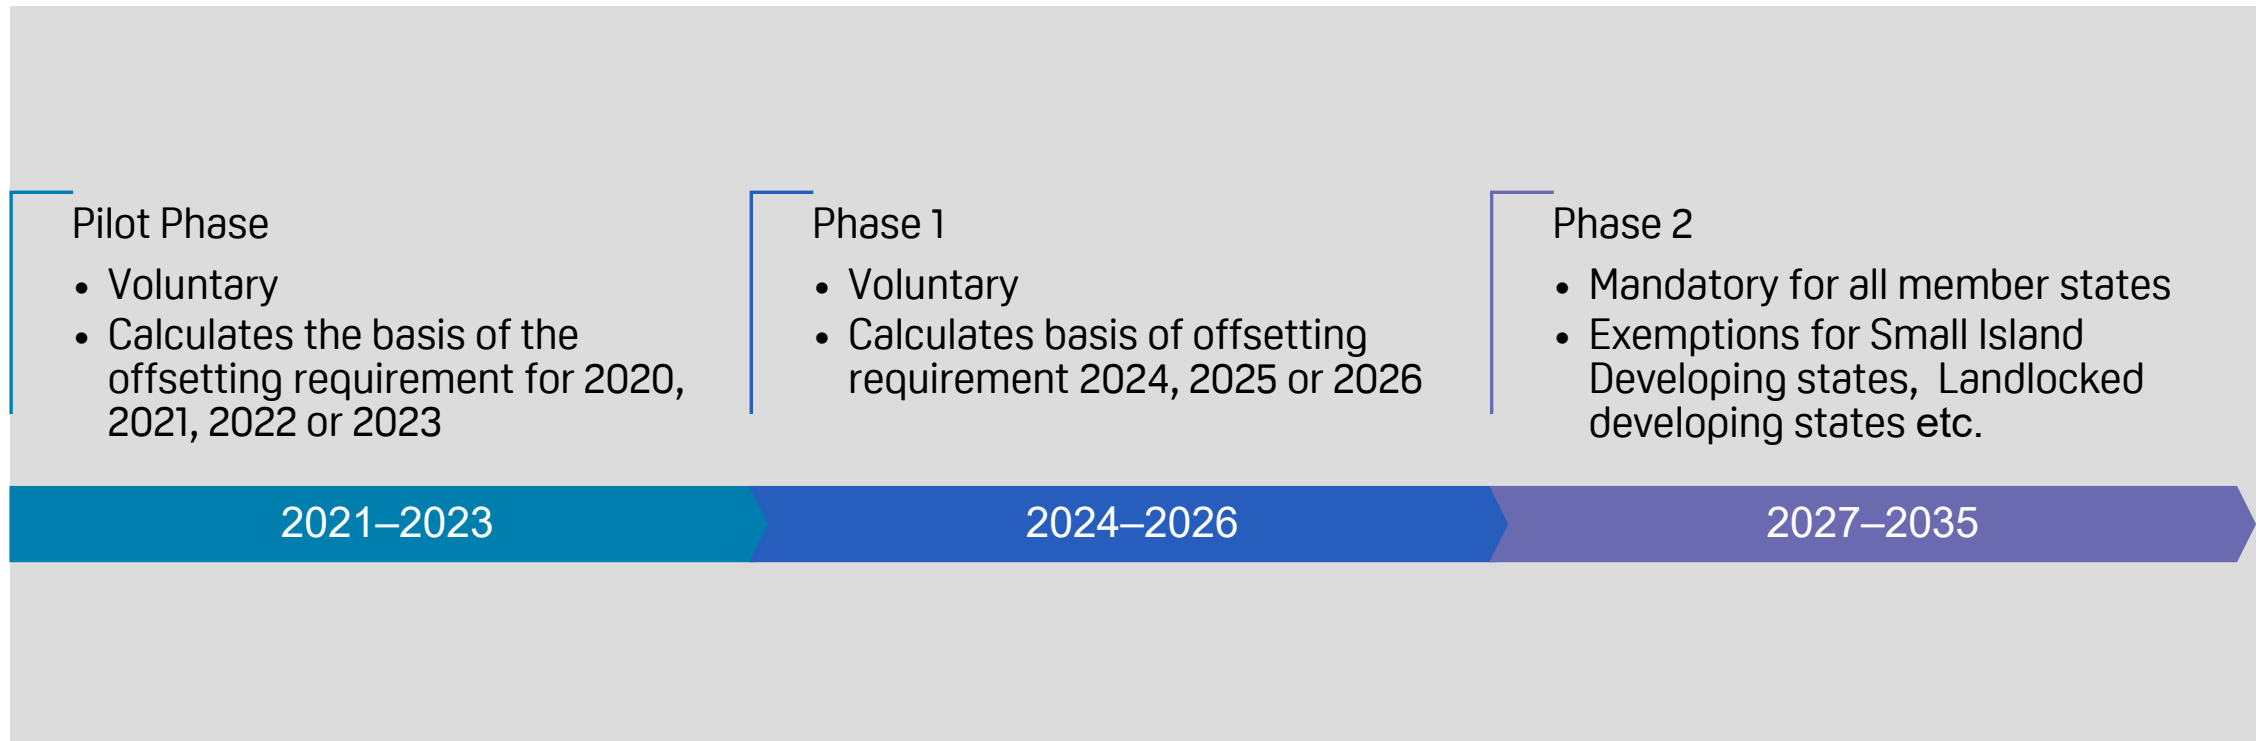 Pilot Phase
• Voluntary
• Calculates the basis of the
offsetting requirement for 2020,
2021, 2022 or 2023
Phase 1
• Voluntary
• Calculates basis of offsetting
requirement 2024, 2025 or 2026
Phase 2
• Mandatory for all member states
• Exemptions for Small Island
Developing states,  Landlocked
developing states etc.
2021–2023
2024–2026
2027–2035